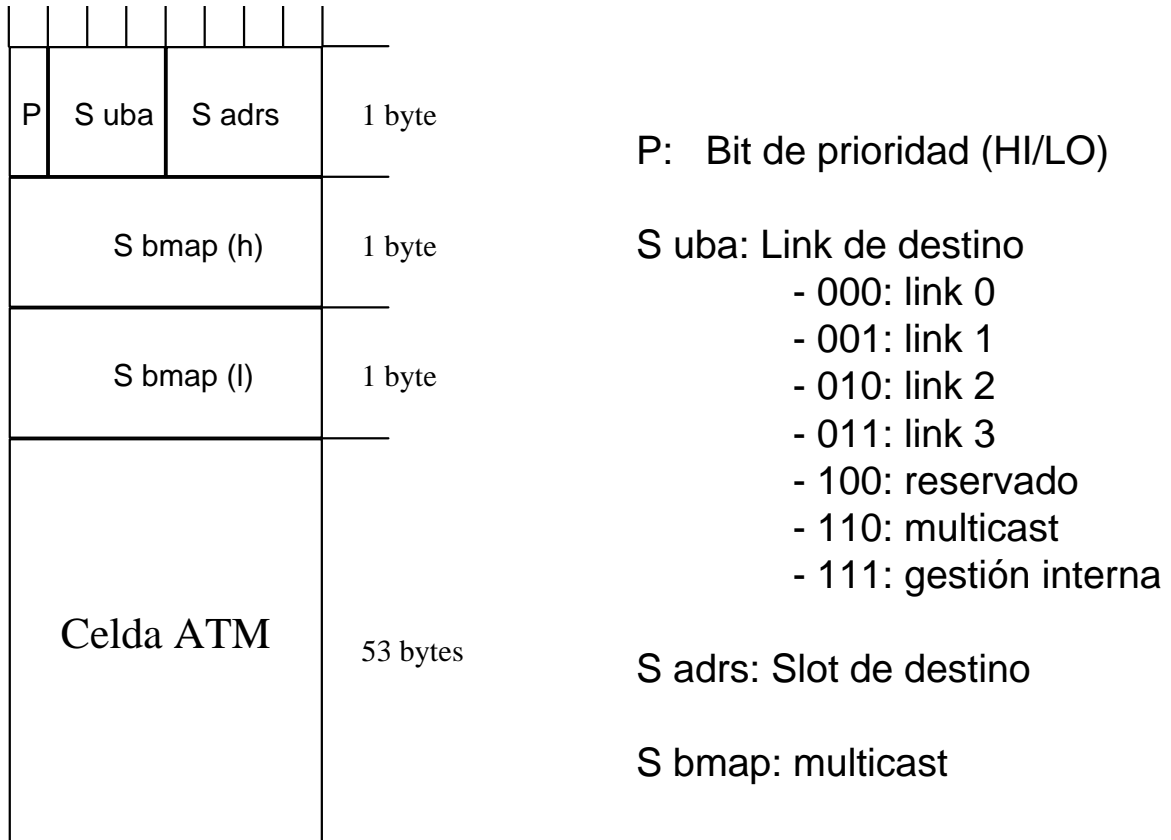 P S uba S adrs 1 byte
S bmap (h) 1 byte
S bmap (l) 1 byte
Celda ATM 53 bytes
P: Bit de prioridad (HI/LO)
S uba: Link de destino
- 000: link 0
- 001: link 1
- 010: link 2
- 011: link 3
- 100: reservado
- 110: multicast
- 111: gestión interna
S adrs: Slot de destino
S bmap: multicast